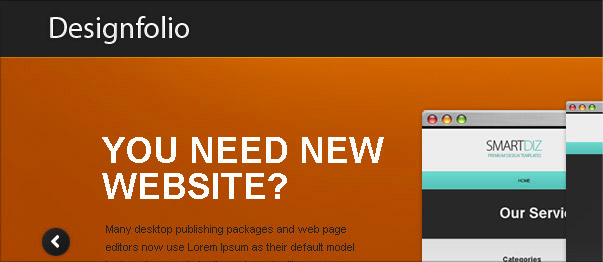 Designfolio
YOU NEED NEW
WEBSITE?
Many desktop publishing packages and web page
editors now use Lorem Ipsum as their default model
SMARTDIZ
PREMIUM DESIGN TEMPLATES
HOME
Our Servi
Categories